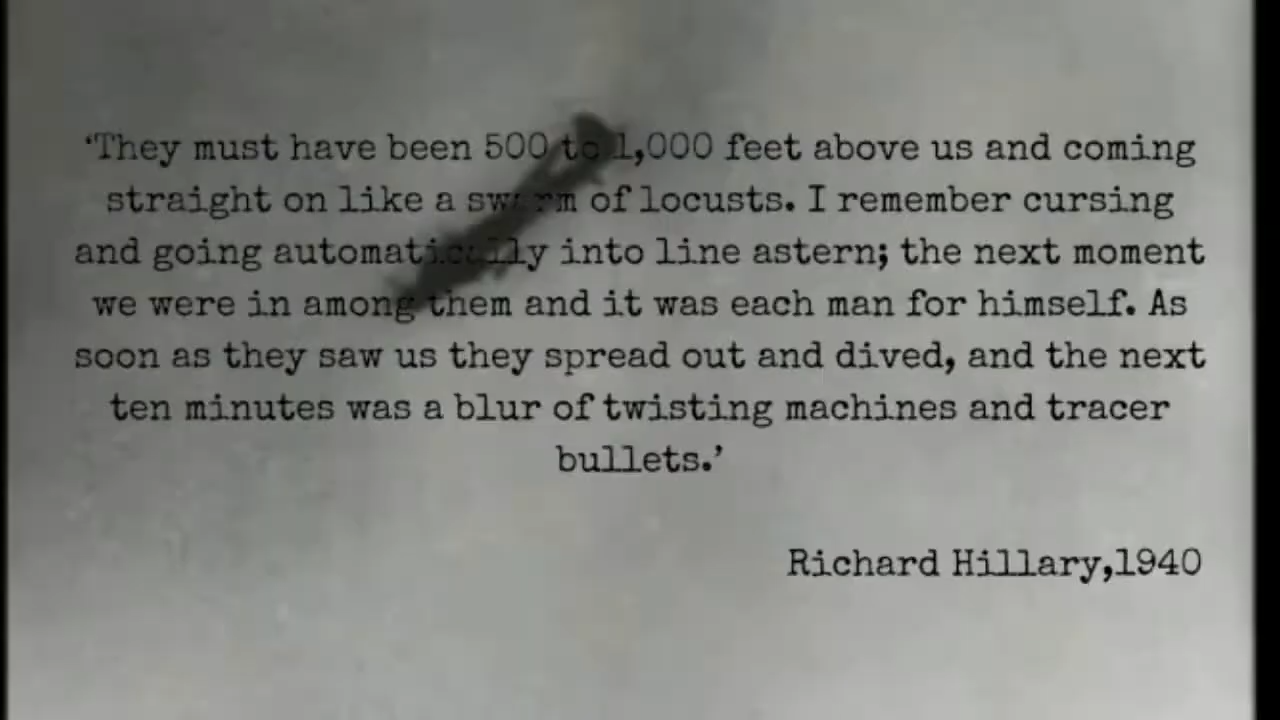 ‘They must have been 500 to 1,000 feet above us and coming
straight on like a swarm of locusts. I remember cursing
and going automatically into line astern; the next moment
we were in among them and it was each man for himself. As
soon as they saw us they spread out and dived, and the next
ten minutes was a blur of twisting machines and tracer
bullets.’
Richard Hillary,1940